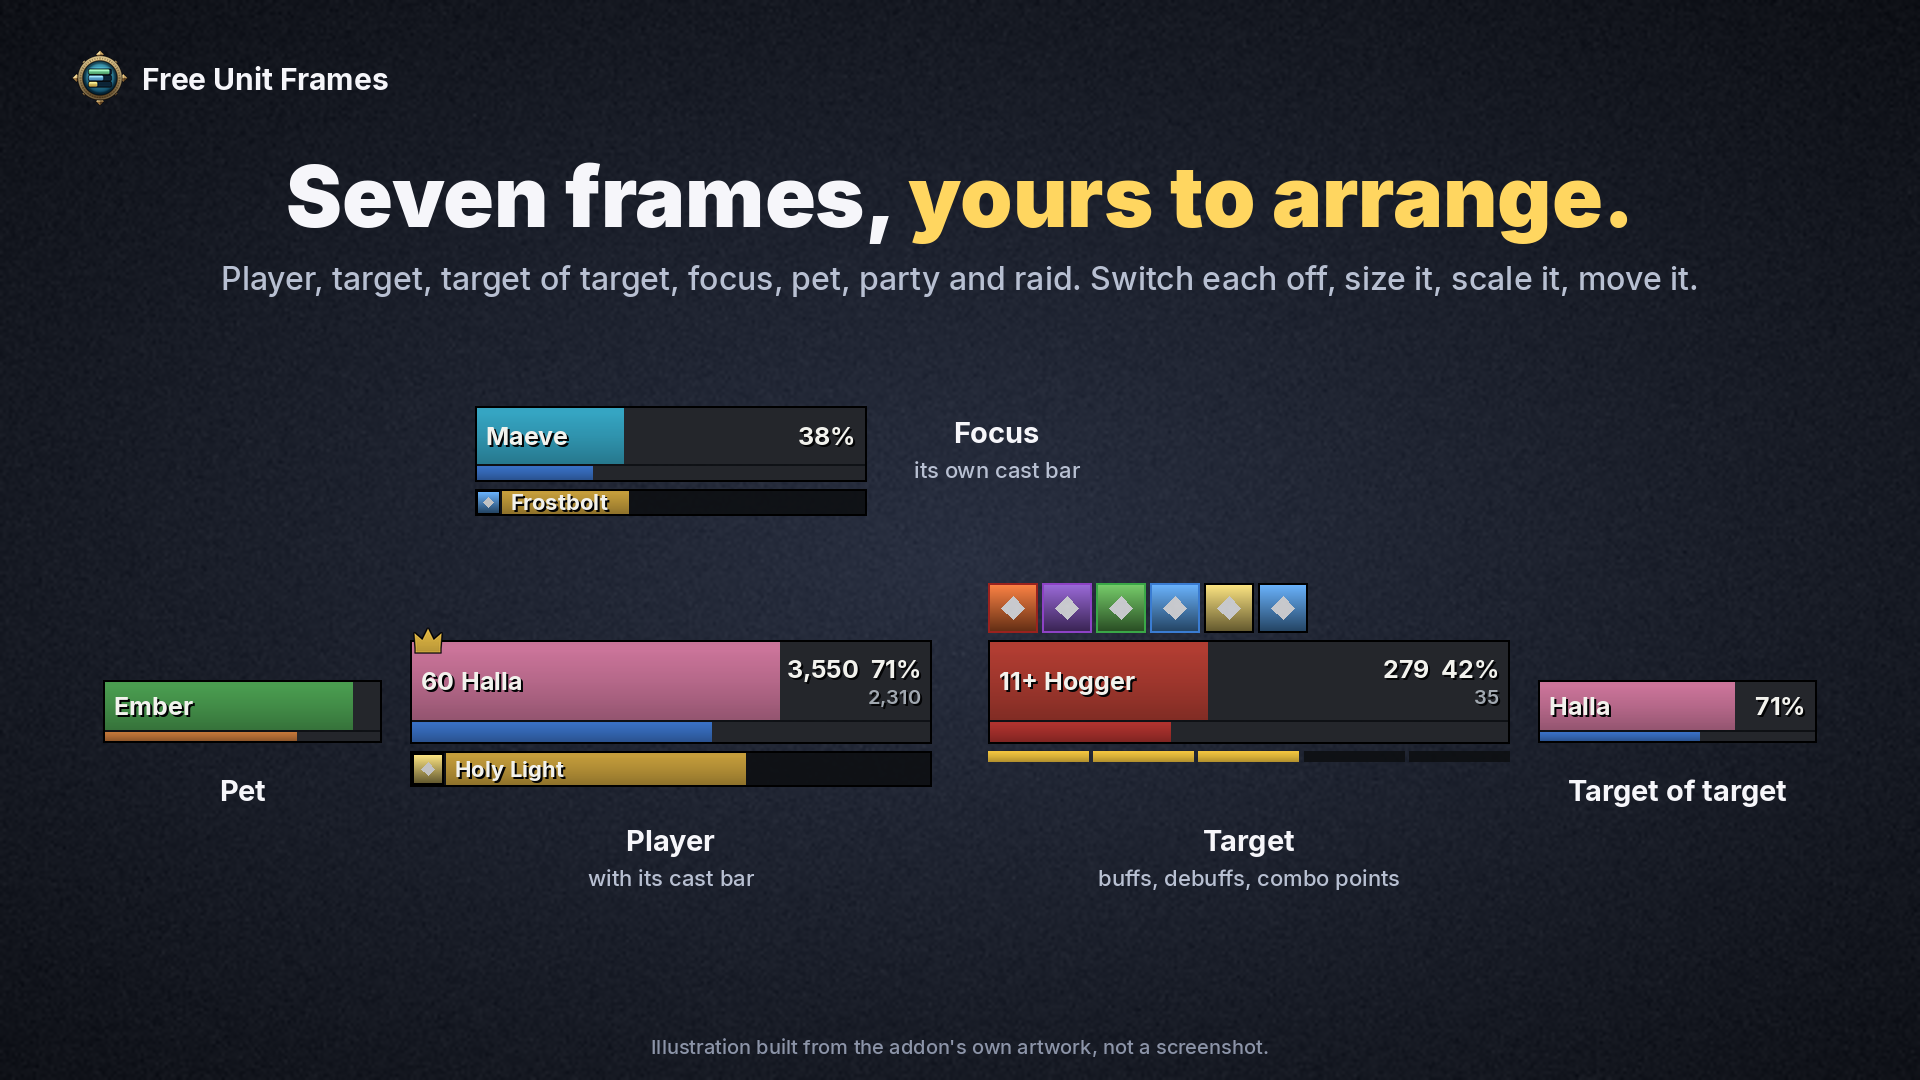 Free Unit Frames
Seven frames, yours to arrange.
Player, target, target of target, focus, pet, party and raid. Switch each off, size it, scale it, move it.
Maeve 38%
Frostbolt
Focus
its own cast bar
Ember
Pet
60 Halla 3,550 71%
2,310
Holy Light
Player
with its cast bar
11+ Hogger 279 42%
35
Target
buffs, debuffs, combo points
Halla 71%
Target of target
Illustration built from the addon's own artwork, not a screenshot.